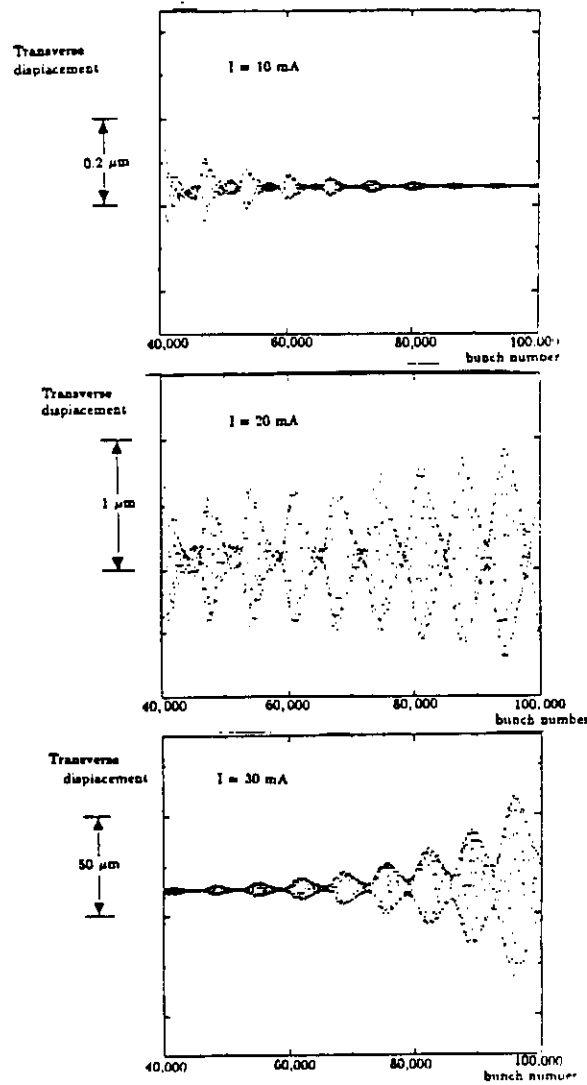 Transverse
displacement
I = 10 mA
0.2 μm
40,000
60,000
80,000
100.000
bunch number
Transverse
displacement
I = 20 mA
1 μm
40,000
60,000
80,000
100,000
bunch number
Transverse
displacement
I = 30 mA
50 μm
40,000
60,000
80,000
100.000
bunch number